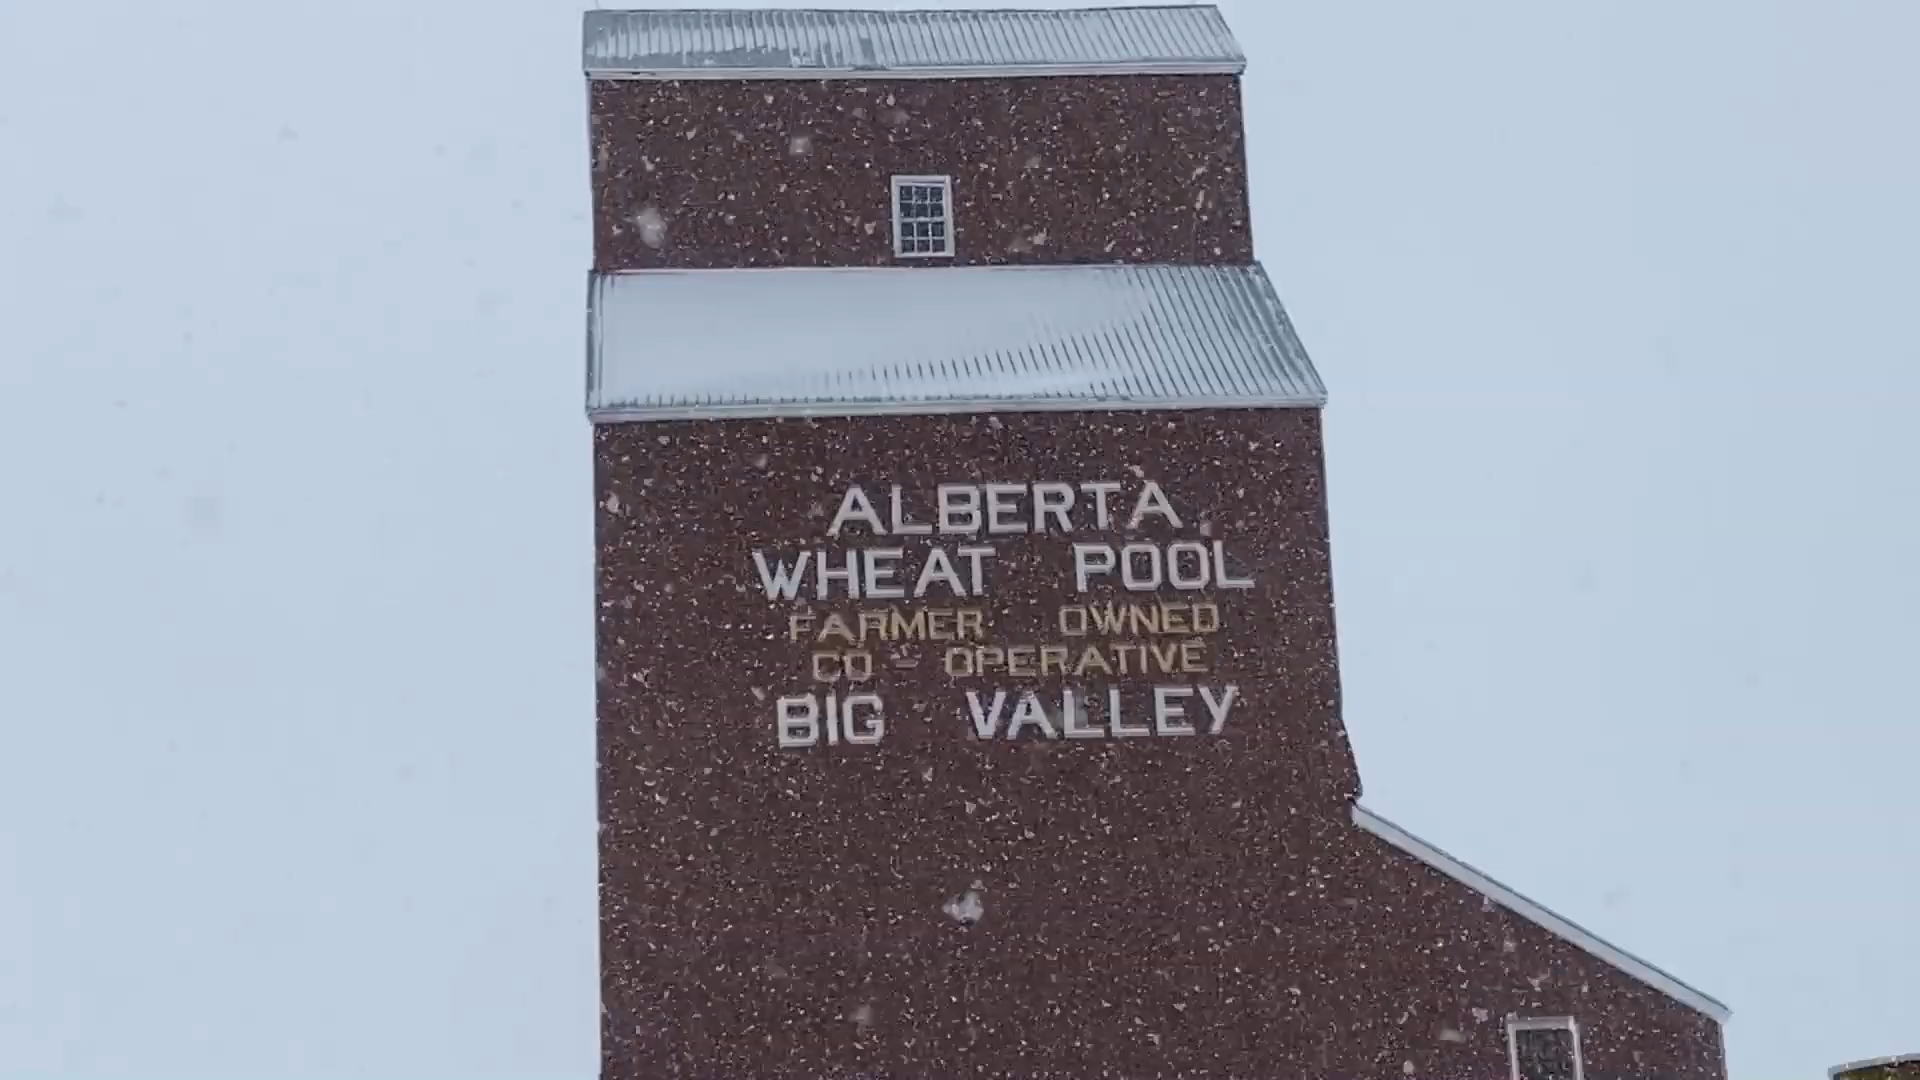 ALBERTA
WHEAT POOL
FARMER OWNED
CO - OPERATIVE
BIG VALLEY